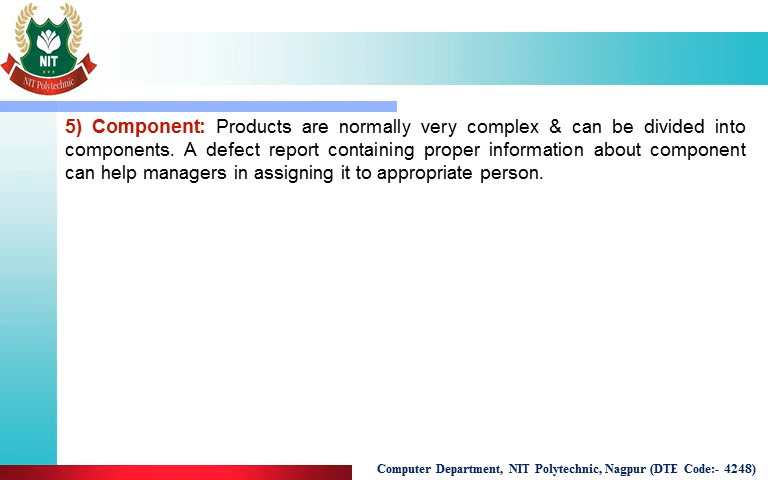 NIT
NIT Polytechnic
5) Component: Products are normally very complex & can be divided into
components. A defect report containing proper information about component
can help managers in assigning it to appropriate person.
Computer Department, NIT Polytechnic, Nagpur (DTE Code:- 4248)